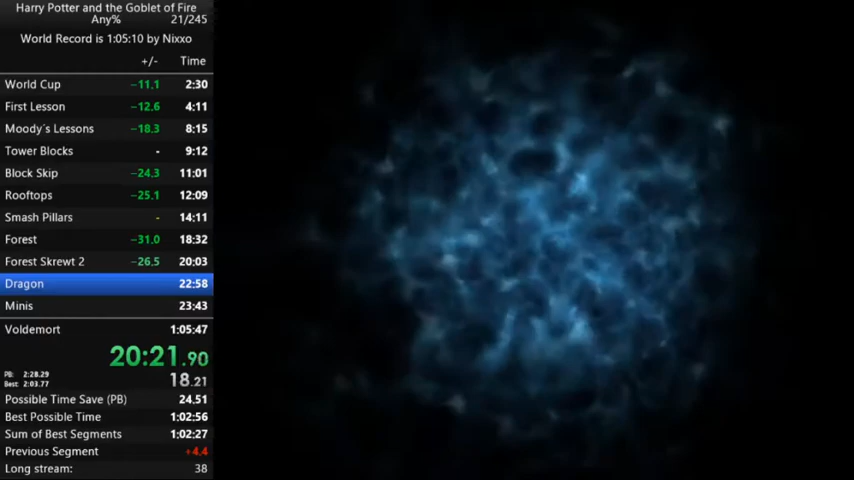 Harry Potter and the Goblet of Fire
Any% 21/245
World Record is 1:05:10 by Nixxo
+/- Time
World Cup −11.1 2:30
First Lesson −12.6 4:11
Moody´s Lessons −18.3 8:15
Tower Blocks - 9:12
Block Skip −24.3 11:01
Rooftops −25.1 12:09
Smash Pillars - 14:11
Forest −31.0 18:32
Forest Skrewt 2 −26.5 20:03
Dragon 22:58
Minis 23:43
Voldemort 1:05:47
20:21.90
PB: 2:28.29
Best: 2:03.77
18.21
Possible Time Save (PB) 24.51
Best Possible Time 1:02:56
Sum of Best Segments 1:02:27
Previous Segment +4.4
Long stream: 38